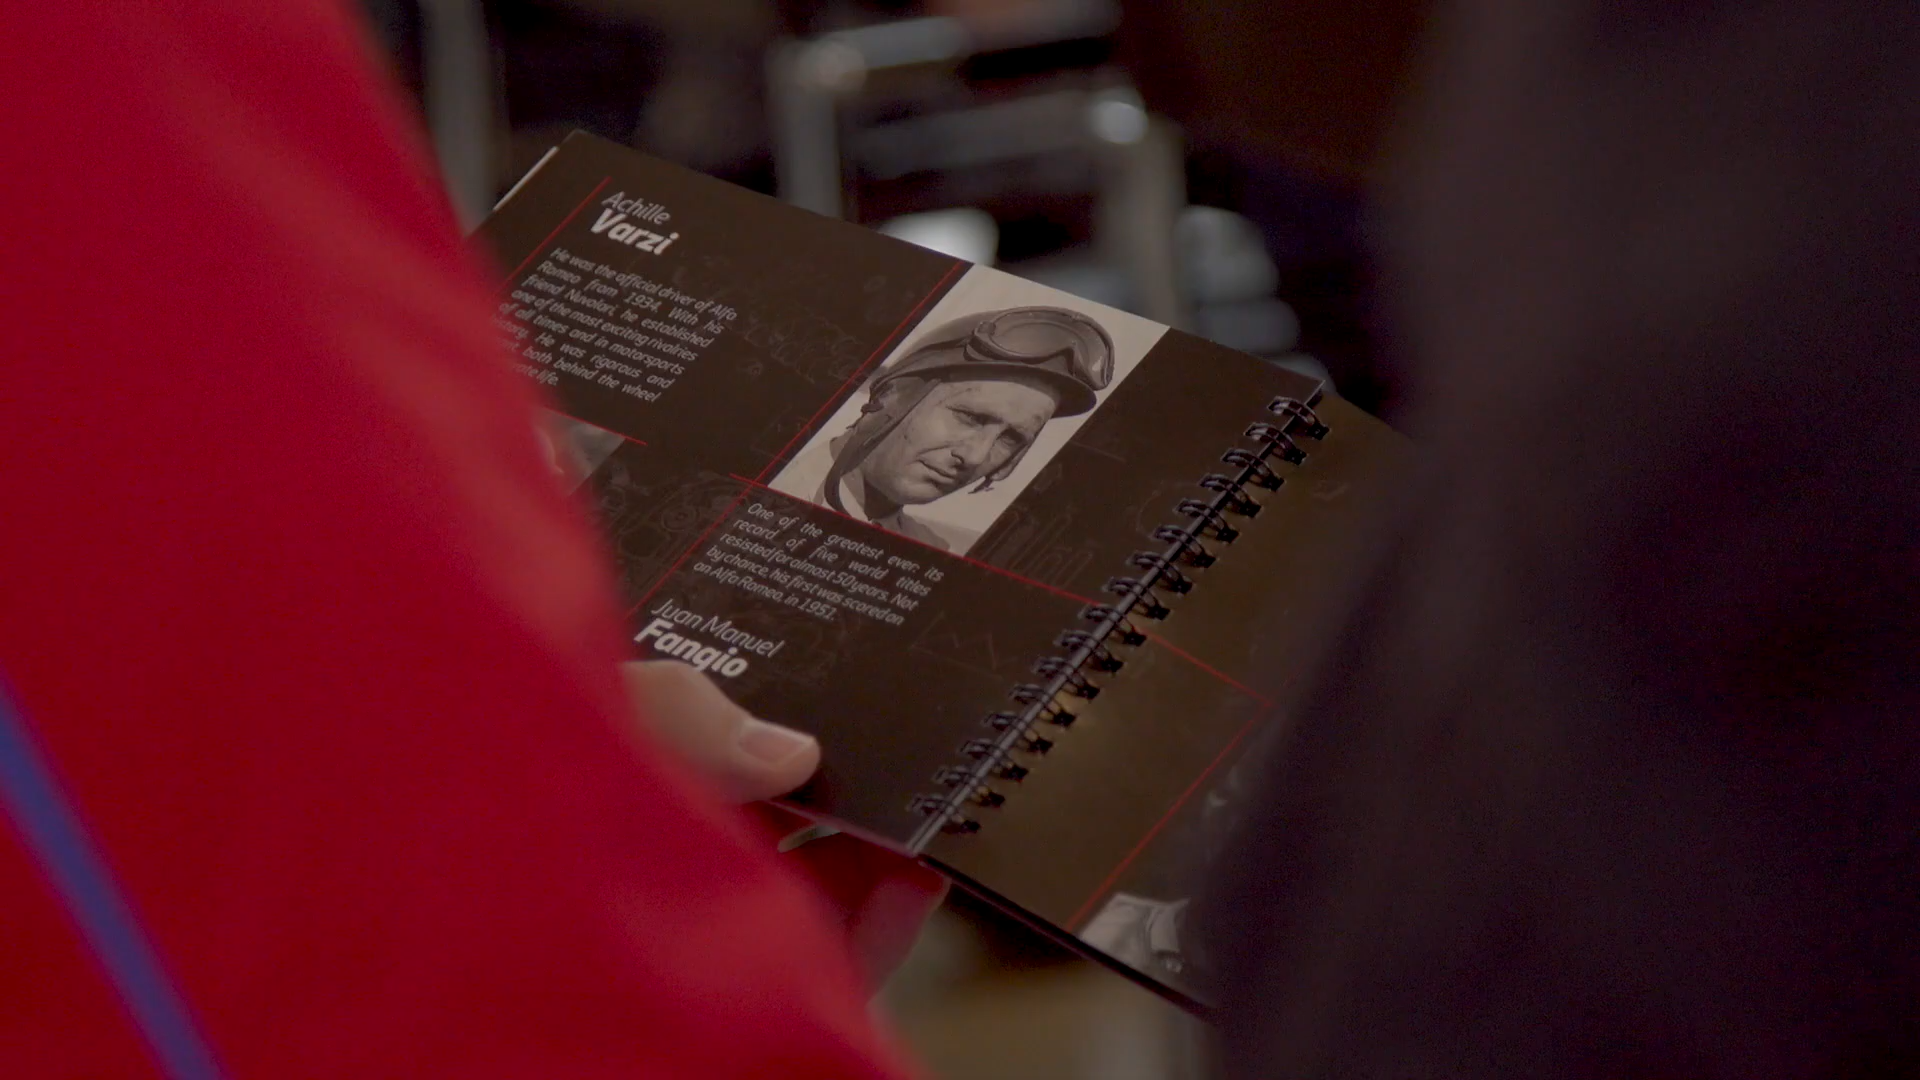 Achille
Varzi
He was the official driver of Alfa
Romeo from 1934. With his
friend Nuvolari, he established
one of the most exciting rivalries
of all times and in motorsports
He was rigorous and
both behind the wheel
life.
One of the greatest ever: its
record of five world titles
resisted for almost 50 years. Not
by chance, his first was scored on
an Alfa Romeo, in 1951.
Juan Manuel
Fangio